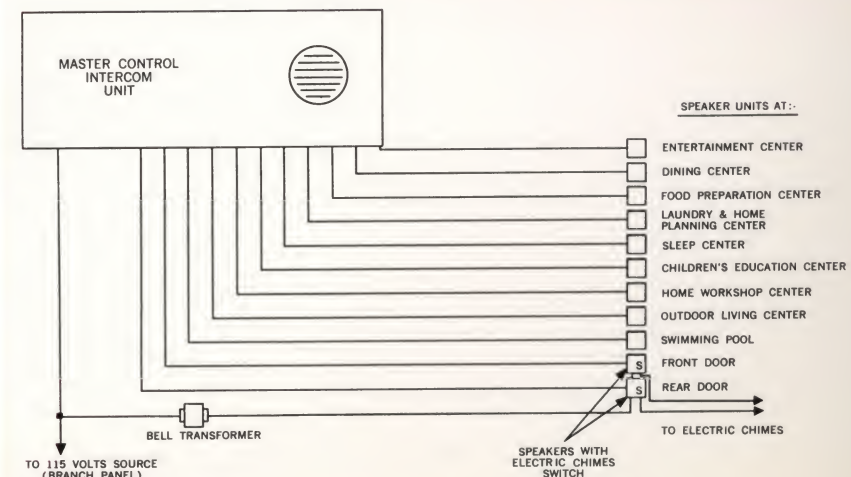 MASTER CONTROL
INTERCOM
UNIT
SPEAKER UNITS AT:-
ENTERTAINMENT CENTER
DINING CENTER
FOOD PREPARATION CENTER
LAUNDRY & HOME
PLANNING CENTER
SLEEP CENTER
CHILDREN'S EDUCATION CENTER
HOME WORKSHOP CENTER
OUTDOOR LIVING CENTER
SWIMMING POOL
S FRONT DOOR
S REAR DOOR
BELL TRANSFORMER
TO ELECTRIC CHIMES
SPEAKERS WITH
ELECTRIC CHIMES
SWITCH
TO 115 VOLTS SOURCE
(BRANCH PANEL)